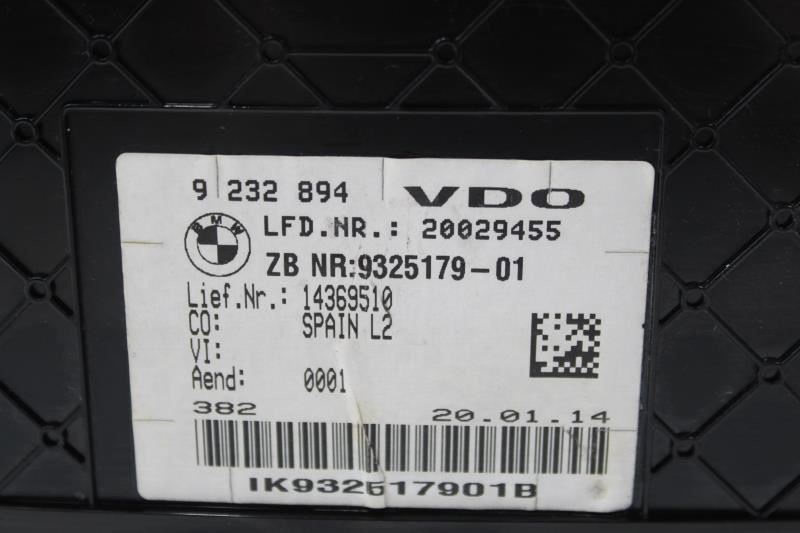 9 232 894 VDO
BMW LFD.NR.: 20029455
ZB NR:9325179-01
Lief.Nr.: 14369510
CO: SPAIN L2
VI:
Aend: 0001
382 20.01.14
IK932517901B